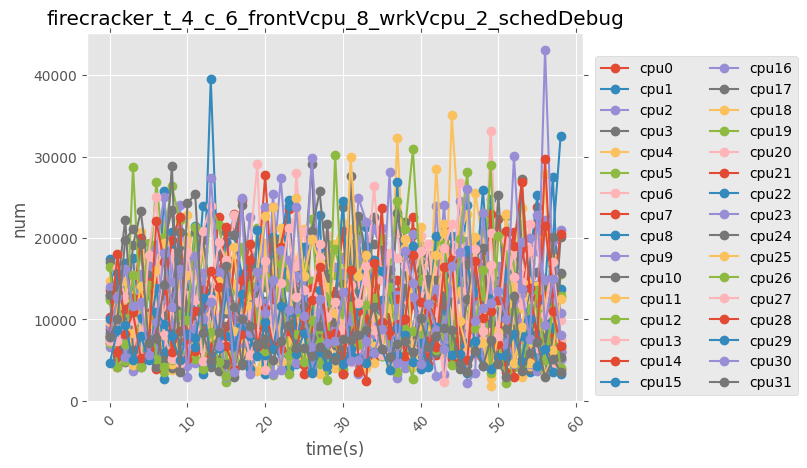 firecracker_t_4_c_6_frontVcpu_8_wrkVcpu_2_schedDebug
num
40000
30000
20000
10000
0
0 10 20 30 40 50 60
time(s)
cpu0 cpu16
cpu1 cpu17
cpu2 cpu18
cpu3 cpu19
cpu4 cpu20
cpu5 cpu21
cpu6 cpu22
cpu7 cpu23
cpu8 cpu24
cpu9 cpu25
cpu10 cpu26
cpu11 cpu27
cpu12 cpu28
cpu13 cpu29
cpu14 cpu30
cpu15 cpu31